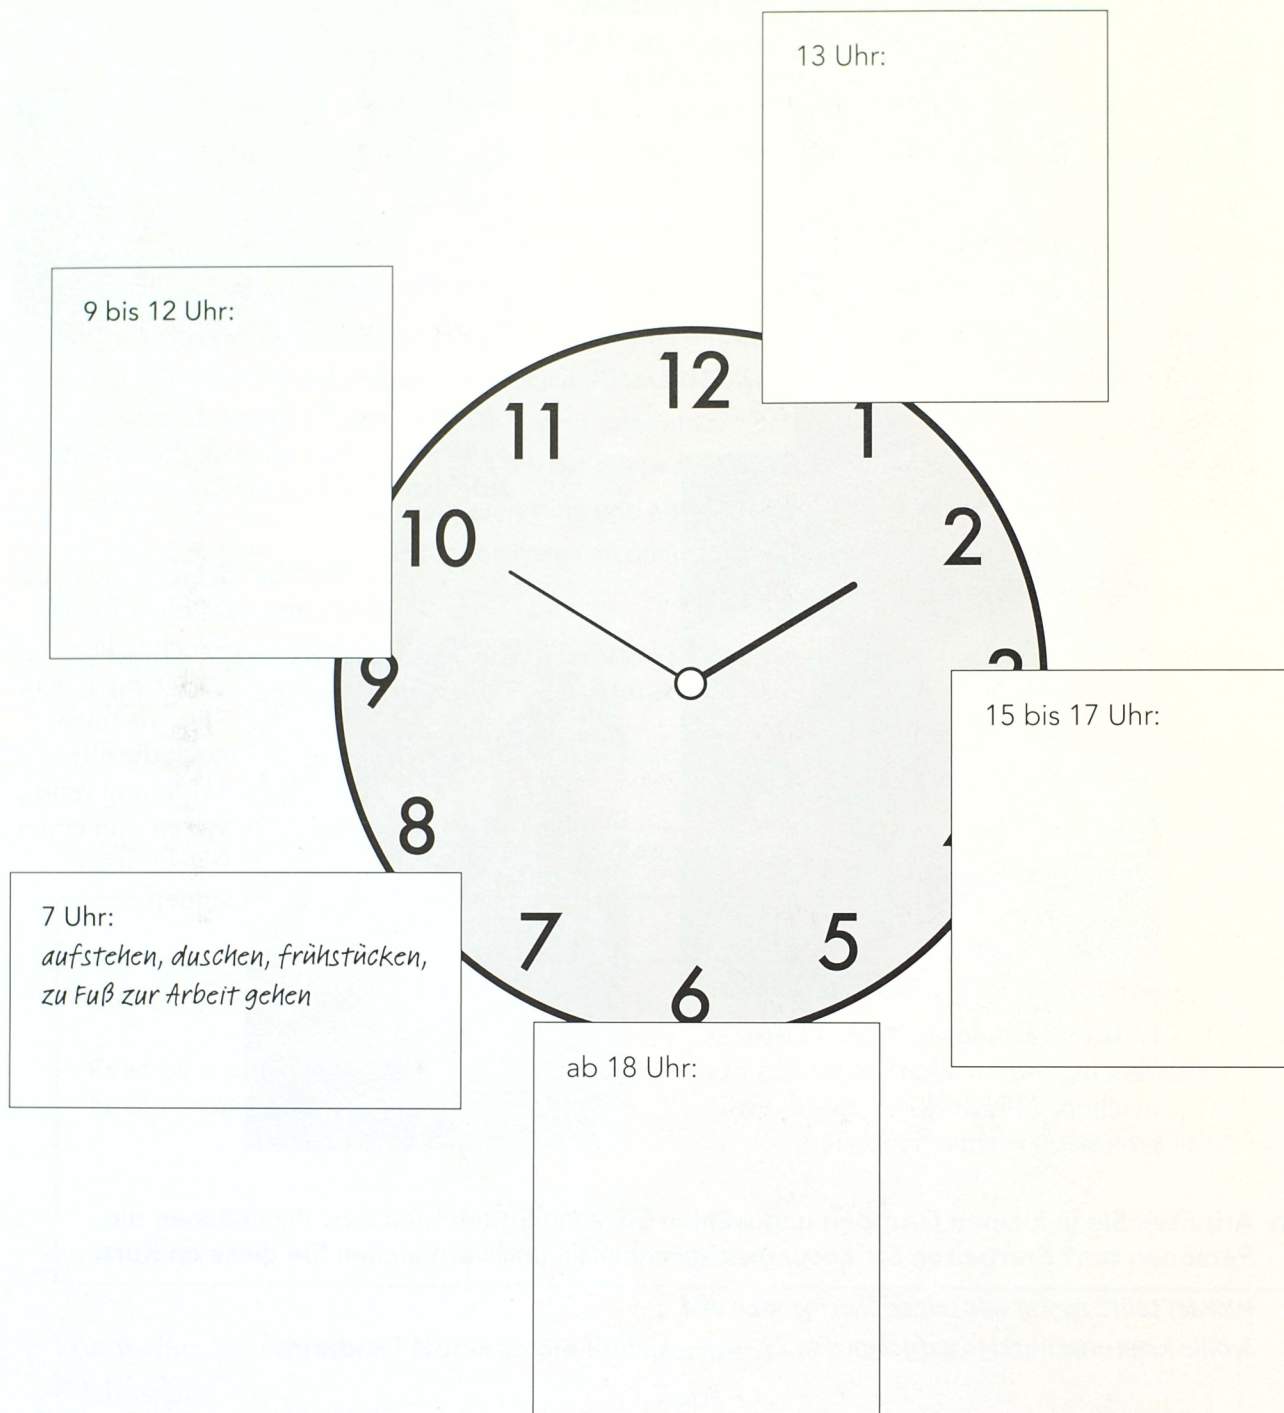 13 Uhr:
9 bis 12 Uhr:
12
11
1
10
2
9
3
15 bis 17 Uhr:
8
7 Uhr:
aufstehen, duschen, frühstücken,
zu Fuß zur Arbeit gehen
7
5
6
ab 18 Uhr: